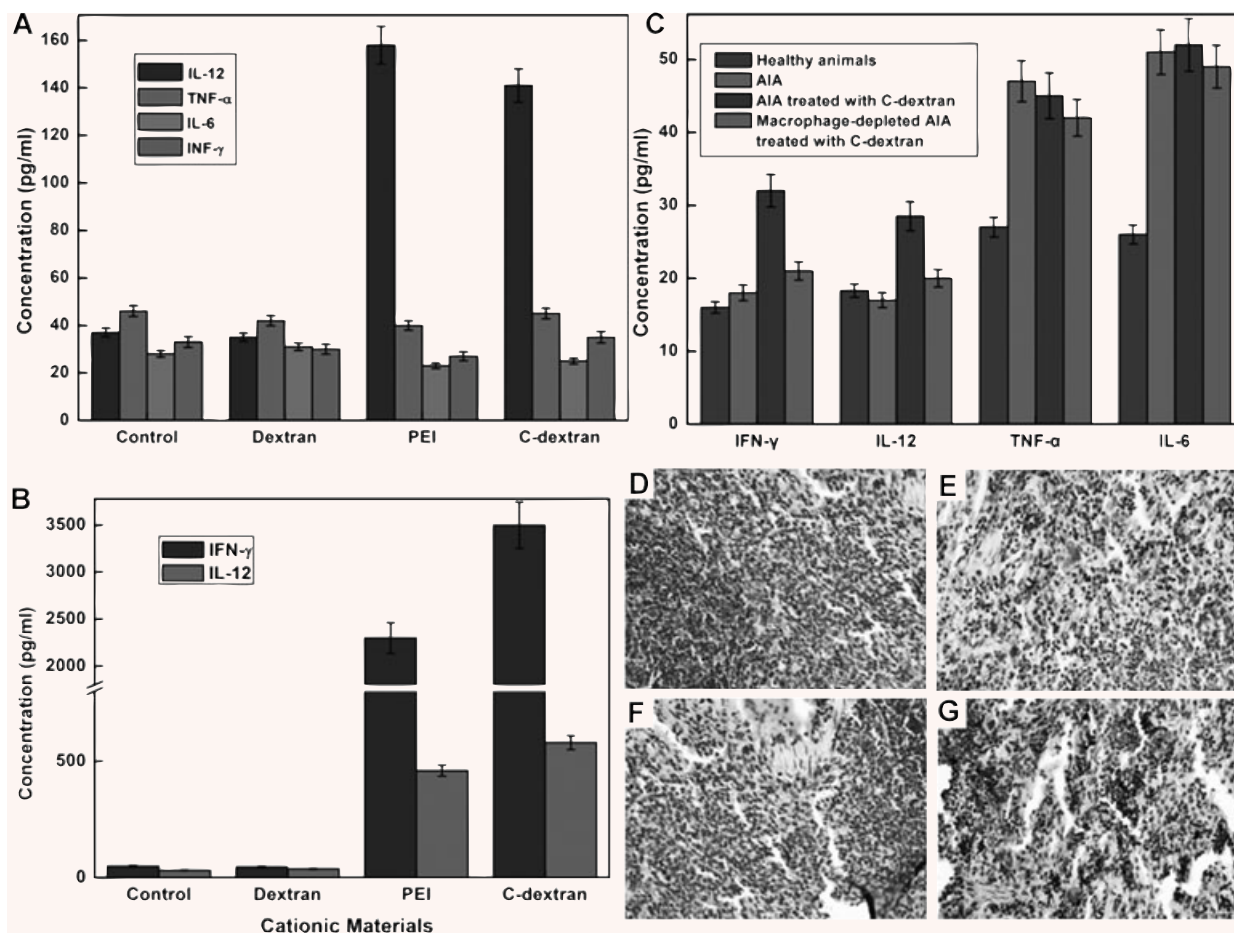 A
Concentration (pg/ml)
160
140
120
100
80
60
40
20
0
IL-12
TNF-α
IL-6
INF-γ
Control Dextran PEI C-dextran
B
Concentration (pg/ml)
3500
3000
2500
2000
500
0
IFN-γ
IL-12
Control Dextran PEI C-dextran
Cationic Materials
C
Concentration (pg/ml)
50
40
30
20
10
0
Healthy animals
AIA
AIA treated with C-dextran
Macrophage-depleted AIA
treated with C-dextran
IFN-γ IL-12 TNF-α IL-6
D
E
F
G